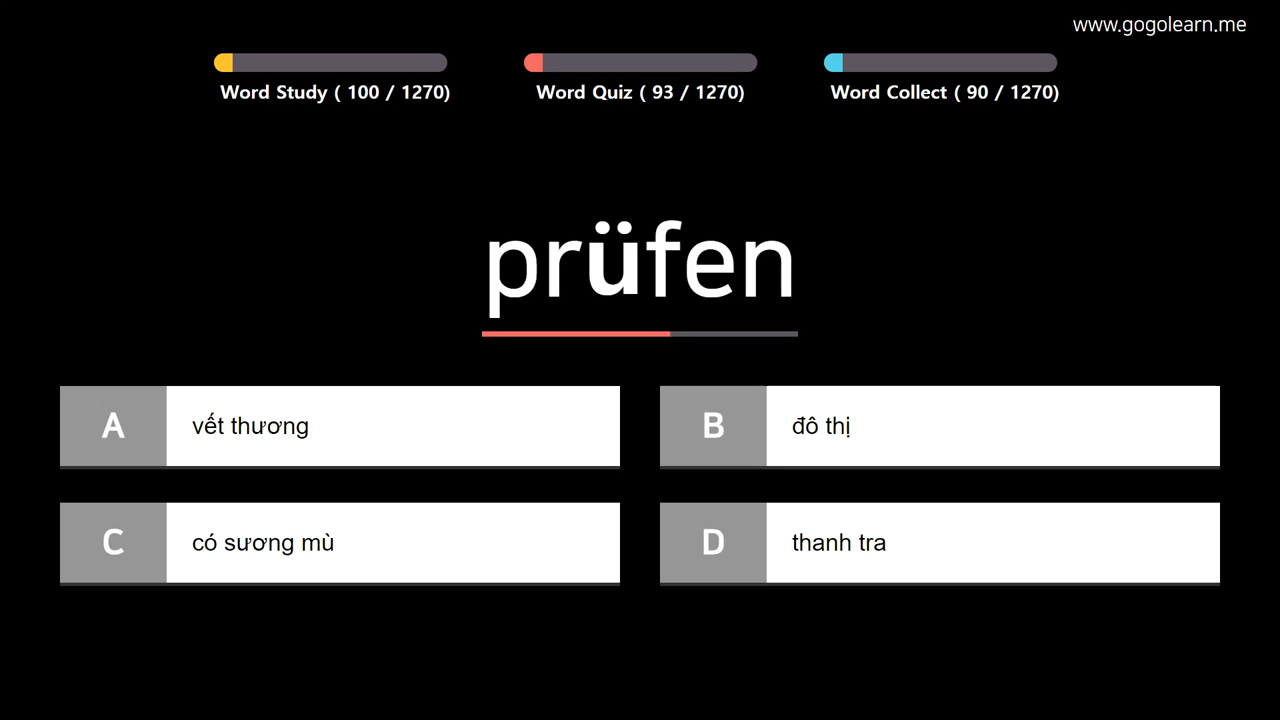 www.gogolearn.me
Word Study ( 100 / 1270)
Word Quiz ( 93 / 1270)
Word Collect ( 90 / 1270)
prüfen
A vết thương
B đô thị
C có sương mù
D thanh tra